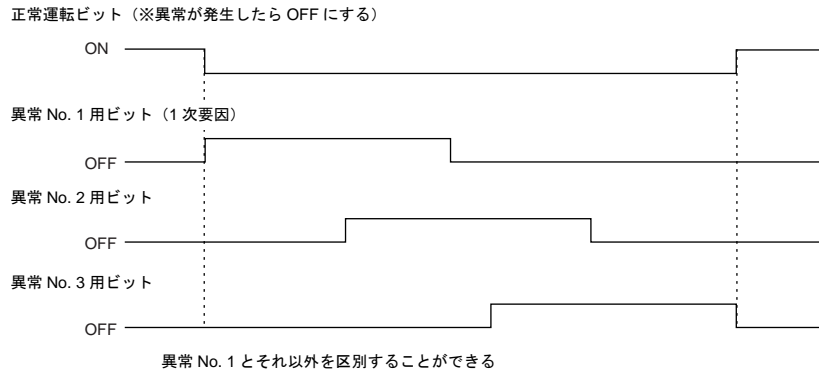 正常運転ビット（※異常が発生したら OFF にする）
ON
異常 No. 1 用ビット（1 次要因）
OFF
異常 No. 2 用ビット
OFF
異常 No. 3 用ビット
OFF
異常 No. 1 とそれ以外を区別することができる